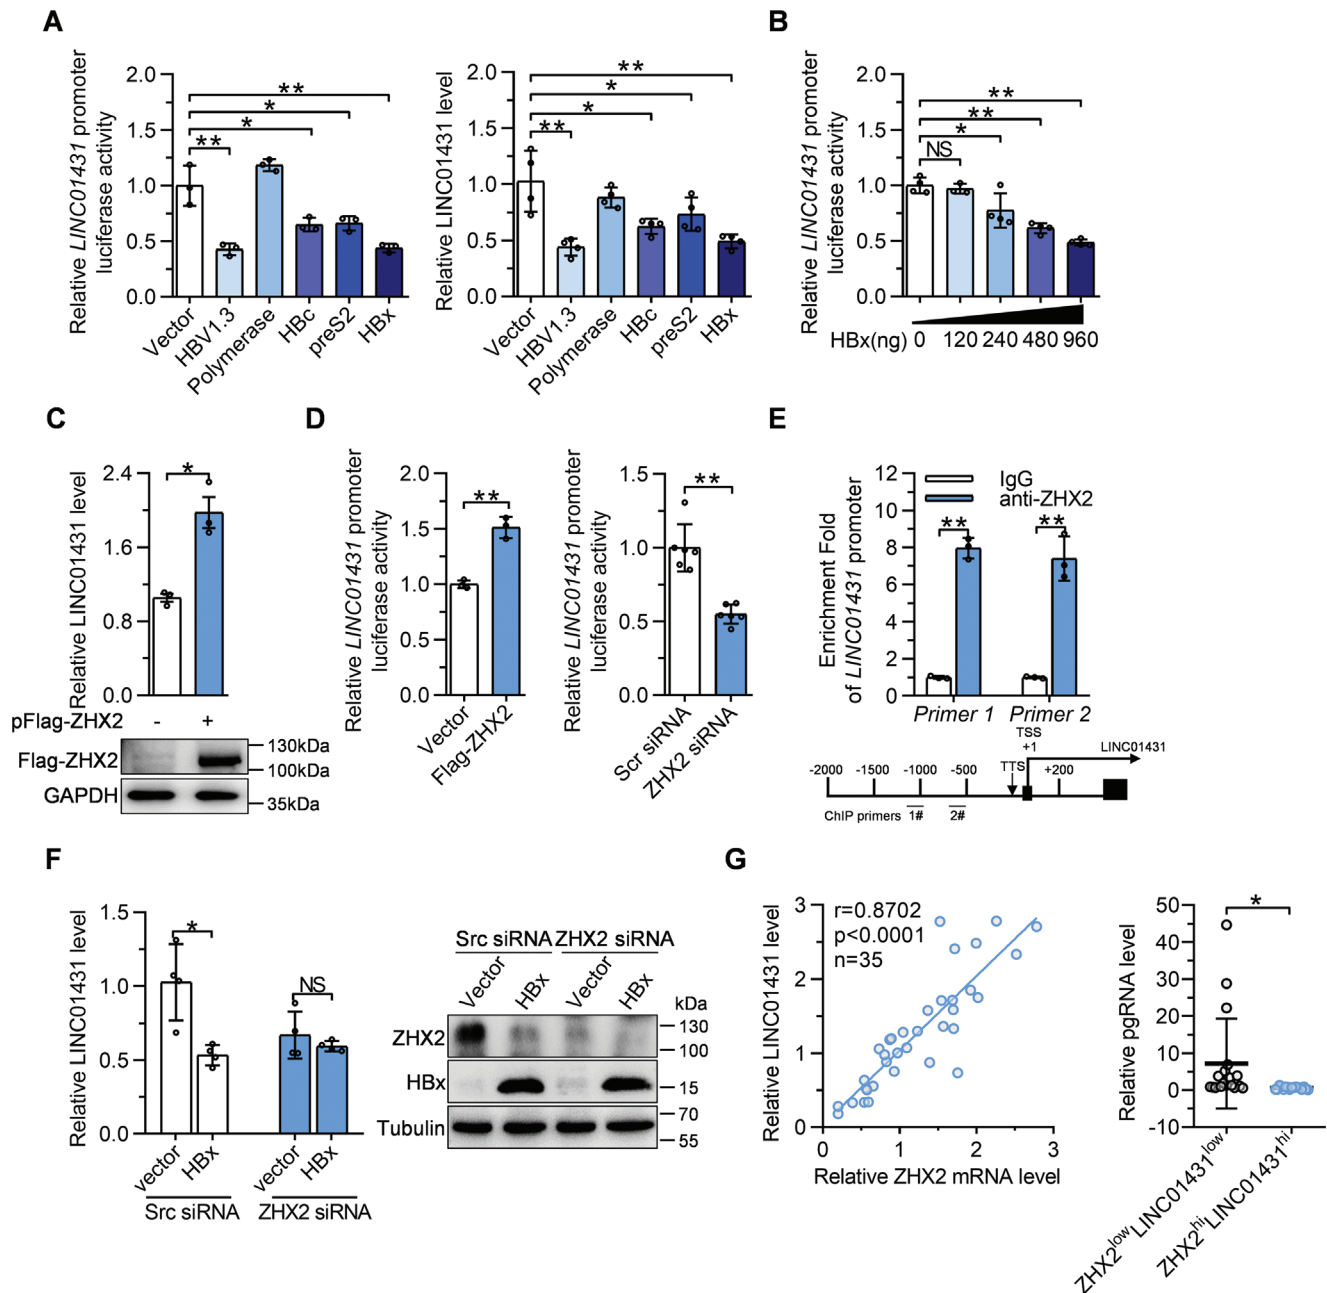 A
Relative LINC01431 promoter
luciferase activity
2.0
1.5
1.0
0.5
0.0
**
*
*
**
Vector
HBV1.3
Polymerase
HBc
preS2
HBx
Relative LINC01431 level
2.0
1.5
1.0
0.5
0.0
**
*
*
**
Vector
HBV1.3
Polymerase
HBc
preS2
HBx
B
Relative LINC01431 promoter
luciferase activity
2.0
1.5
1.0
0.5
0.0
**
**
*
NS
HBx(ng) 0 120 240 480 960
C
Relative LINC01431 level
2.4
1.6
0.8
0.0
*
pFlag-ZHX2 - +
Flag-ZHX2
130kDa
100kDa
GAPDH
35kDa
D
Relative LINC01431 promoter
luciferase activity
2.0
1.5
1.0
0.5
0.0
**
Vector
Flag-ZHX2
Relative LINC01431 promoter
luciferase activity
1.5
1.0
0.5
0.0
**
Scr siRNA
ZHX2 siRNA
E
Enrichment Fold
of LINC01431 promoter
12
10
8
6
4
2
0
IgG
anti-ZHX2
**
**
Primer 1 Primer 2
TSS
+1
LINC01431
-2000 -1500 -1000 -500 TTS +200
ChIP primers 1# 2#
F
Relative LINC01431 level
1.5
1.0
0.5
0.0
*
NS
vector
HBx
vector
HBx
Src siRNA
ZHX2 siRNA
Src siRNA ZHX2 siRNA
Vector
HBx
Vector
HBx
kDa
ZHX2
130
100
HBx
15
Tubulin
70
55
G
Relative LINC01431 level
3
2
1
0
r=0.8702
p<0.0001
n=35
0 1 2 3
Relative ZHX2 mRNA level
Relative pgRNA level
50
40
30
20
10
0
-10
*
ZHX2lowLINC01431low
ZHX2hiLINC01431hi